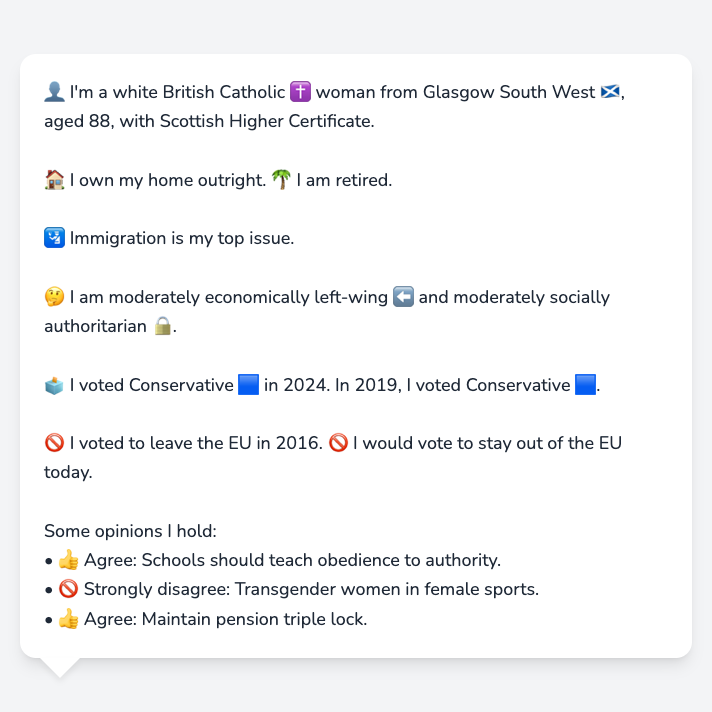 👤 I'm a white British Catholic ✝️ woman from Glasgow South West 🏴󠁧󠁢󠁳󠁣󠁴󠁿,
aged 88, with Scottish Higher Certificate.
🏠 I own my home outright. 🌴 I am retired.
🛂 Immigration is my top issue.
🤔 I am moderately economically left-wing ⬅️ and moderately socially
authoritarian 🔒.
🗳️ I voted Conservative 🟦 in 2024. In 2019, I voted Conservative 🟦.
🚫 I voted to leave the EU in 2016. 🚫 I would vote to stay out of the EU
today.
Some opinions I hold:
• 👍 Agree: Schools should teach obedience to authority.
• 🚫 Strongly disagree: Transgender women in female sports.
• 👍 Agree: Maintain pension triple lock.